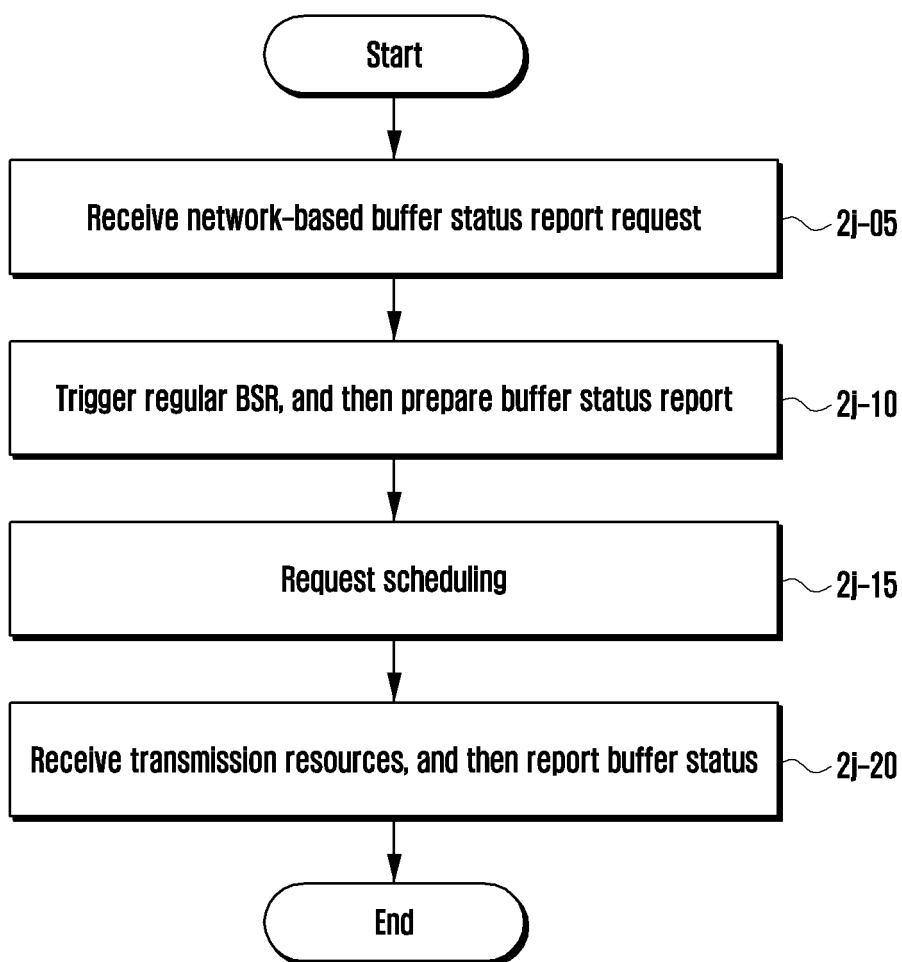 Start
Receive network-based buffer status report request
2j-05
Trigger regular BSR, and then prepare buffer status report
2j-10
Request scheduling
2j-15
Receive transmission resources, and then report buffer status
2j-20
End